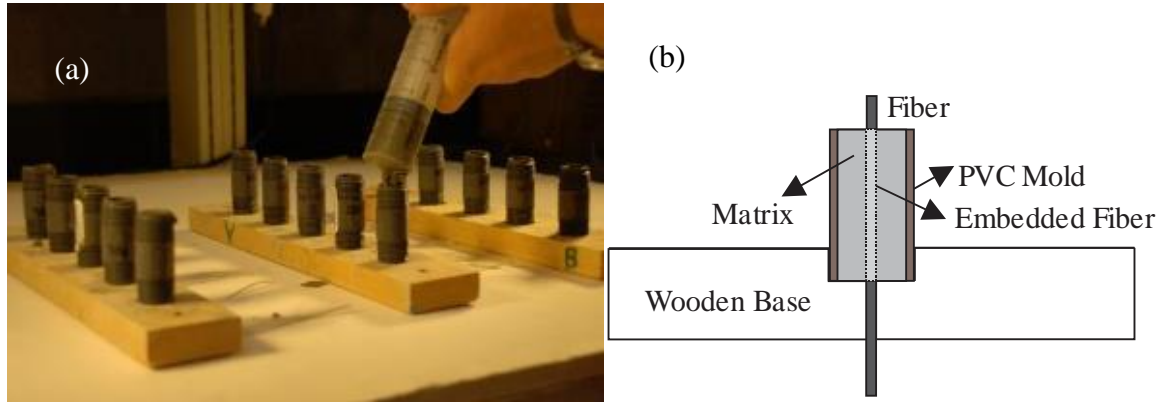 (a)
V
B
(b)
Fiber
Matrix
PVC Mold
Embedded Fiber
Wooden Base